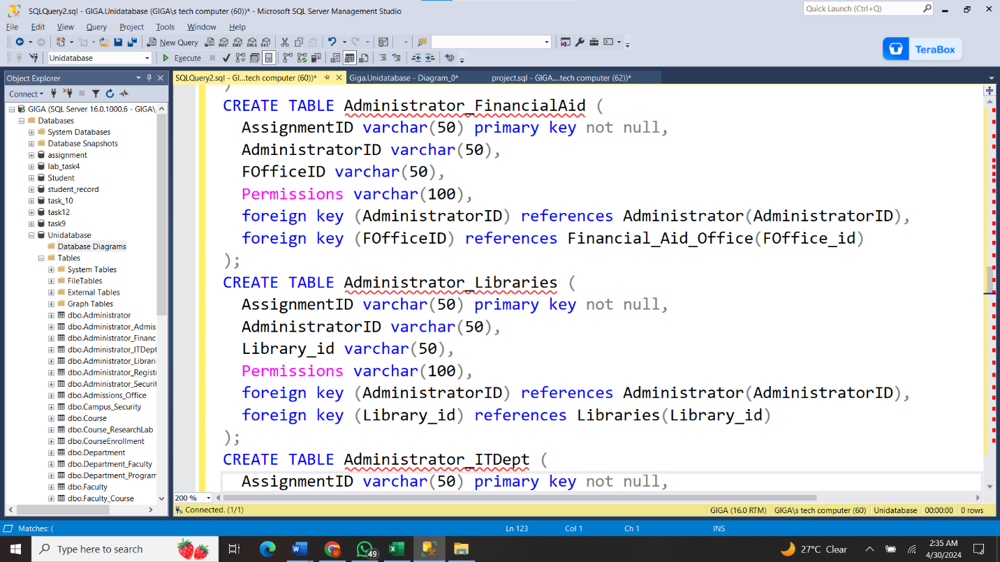 SQLQuery2.sql - GIGA.Unidatabase (GIGA\s tech computer (60))* - Microsoft SQL Server Management Studio
Quick Launch (Ctrl+Q)
File Edit View Query Project Tools Window Help
New Query
Unidatabase
Execute
TeraBox
Object Explorer
Connect
GIGA (SQL Server 16.0.1000.6 - GIGA\
Databases
System Databases
Database Snapshots
assignment
lab_task4
Student
student_record
task_10
task12
task9
Unidatabase
Database Diagrams
Tables
System Tables
FileTables
External Tables
Graph Tables
dbo.Administrator
dbo.Administrator_Admis
dbo.Administrator_Financ
dbo.Administrator_ITDept
dbo.Administrator_Librari
dbo.Administrator_Regist
dbo.Administrator_Securit
dbo.Admissions_Office
dbo.Campus_Security
dbo.Course
dbo.Course_ResearchLab
dbo.CourseEnrollment
dbo.Department
dbo.Department_Faculty
dbo.Department_Program
dbo.Faculty
dbo.Faculty_Course
SQLQuery2.sql - GI...tech computer (60))* Giga.Unidatabase - Diagram_0* project.sql - GIGA....tech computer (62))*
)
CREATE TABLE Administrator_FinancialAid (
AssignmentID varchar(50) primary key not null,
AdministratorID varchar(50),
FOfficeID varchar(50),
Permissions varchar(100),
foreign key (AdministratorID) references Administrator(AdministratorID),
foreign key (FOfficeID) references Financial_Aid_Office(FOffice_id)
);
CREATE TABLE Administrator_Libraries (
AssignmentID varchar(50) primary key not null,
AdministratorID varchar(50),
Library_id varchar(50),
Permissions varchar(100),
foreign key (AdministratorID) references Administrator(AdministratorID),
foreign key (Library_id) references Libraries(Library_id)
);
CREATE TABLE Administrator_ITDept (
AssignmentID varchar(50) primary key not null,
200 %
Connected. (1/1) GIGA (16.0 RTM) GIGA\s tech computer (60) Unidatabase 00:00:00 0 rows
Matches: ( Ln 123 Col 1 Ch 1 INS
Type here to search
49
27°C Clear
2:35 AM
4/30/2024